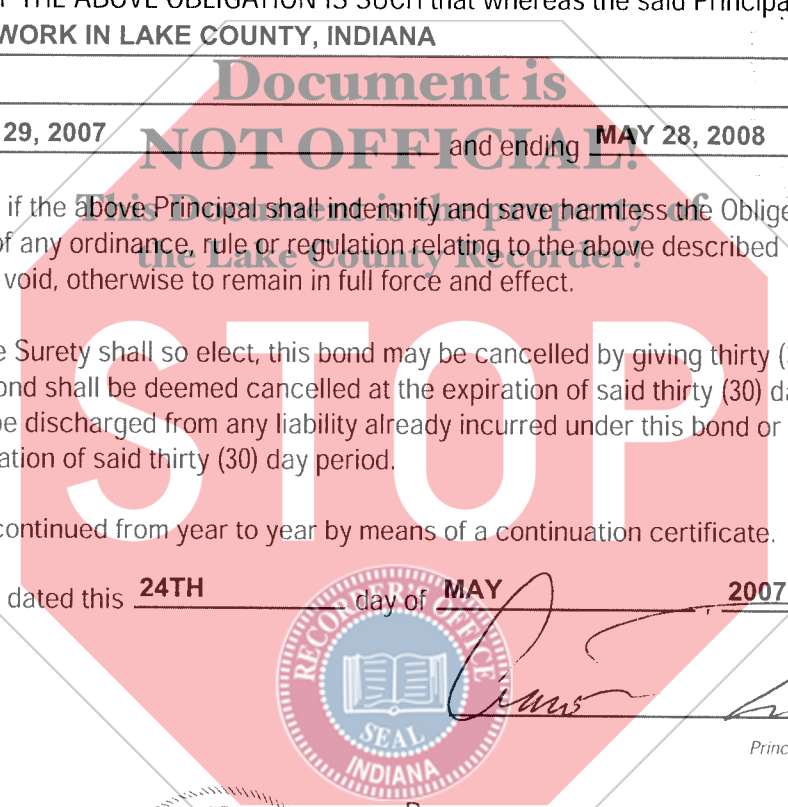 THE ABOVE OBLIGATION IS SUCH that whereas the said Principa
WORK IN LAKE COUNTY, INDIANA
Document is
NOT OFFICIAL!
29, 2007 and ending MAY 28, 2008
This Document is the property of
if the above Principal shall indemnify and save harmless the Oblige
of any ordinance, rule or regulation relating to the above described
the Lake County Recorder!
void, otherwise to remain in full force and effect.
STOP
e Surety shall so elect, this bond may be cancelled by giving thirty (
ond shall be deemed cancelled at the expiration of said thirty (30) da
be discharged from any liability already incurred under this bond or
ation of said thirty (30) day period.
continued from year to year by means of a continuation certificate.
dated this 24TH day of MAY , 2007
RECORDER'S OFFICE
SEAL
INDIANA
Princ